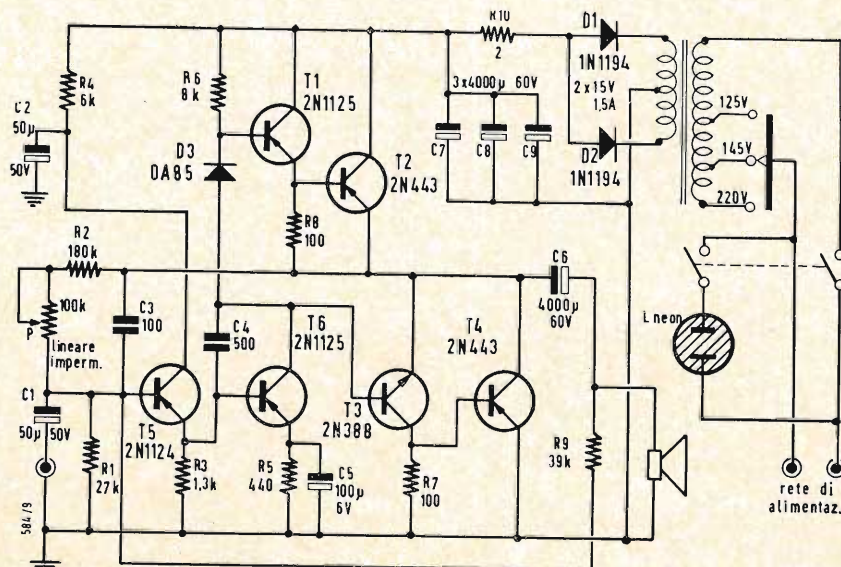 R4
6k
C2
50µ
50V
R6
8k
D3
OA85
T1
2N1125
T2
2N443
R8
100
R10
2
3x4000µ 60V
C7
C8
C9
D1
1N1194
2x15V
1,5A
D2
1N1194
125V
145V
220V
L neon
rete di
alimentaz.
R2
180k
100k
P
lineare
imperm.
C3
100
C4
500
C1
50µ 50V
R1
27k
T5
2N1124
R3
1,3k
T6
2N1125
R5
440
C5
100µ
6V
T3
2N388
R7
100
T4
2N443
C6
4000µ
60V
R9
39k
584/9